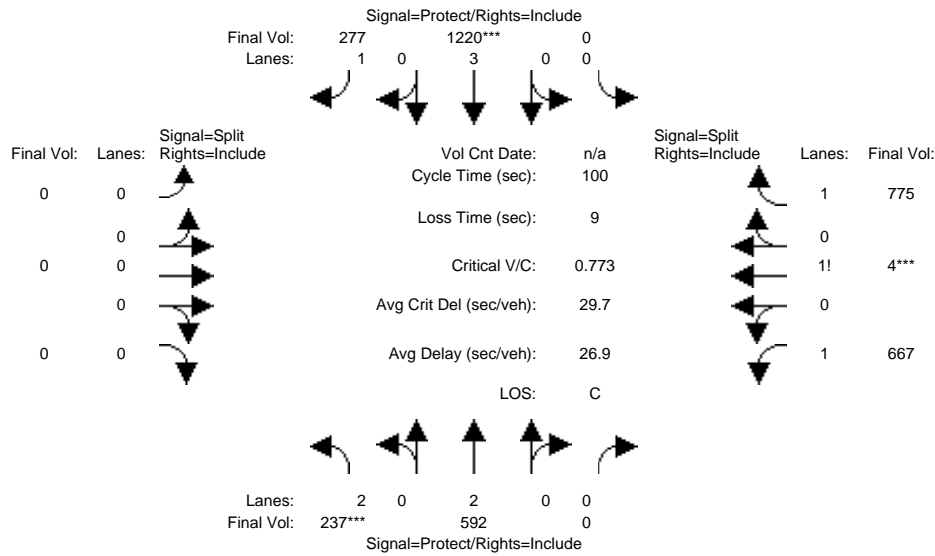 Signal=Protect/Rights=Include
Final Vol: 277 1220*** 0
Lanes: 1 0 3 0 0
Signal=Split
Final Vol: Lanes: Rights=Include
Vol Cnt Date: n/a
Signal=Split
Rights=Include Lanes: Final Vol:
Cycle Time (sec): 100
0 0
1 775
Loss Time (sec): 9
0
0
0 0
Critical V/C: 0.773
1! 4***
0
Avg Crit Del (sec/veh): 29.7
0
0 0
Avg Delay (sec/veh): 26.9
1 667
LOS: C
Lanes: 2 0 2 0 0
Final Vol: 237*** 592 0
Signal=Protect/Rights=Include